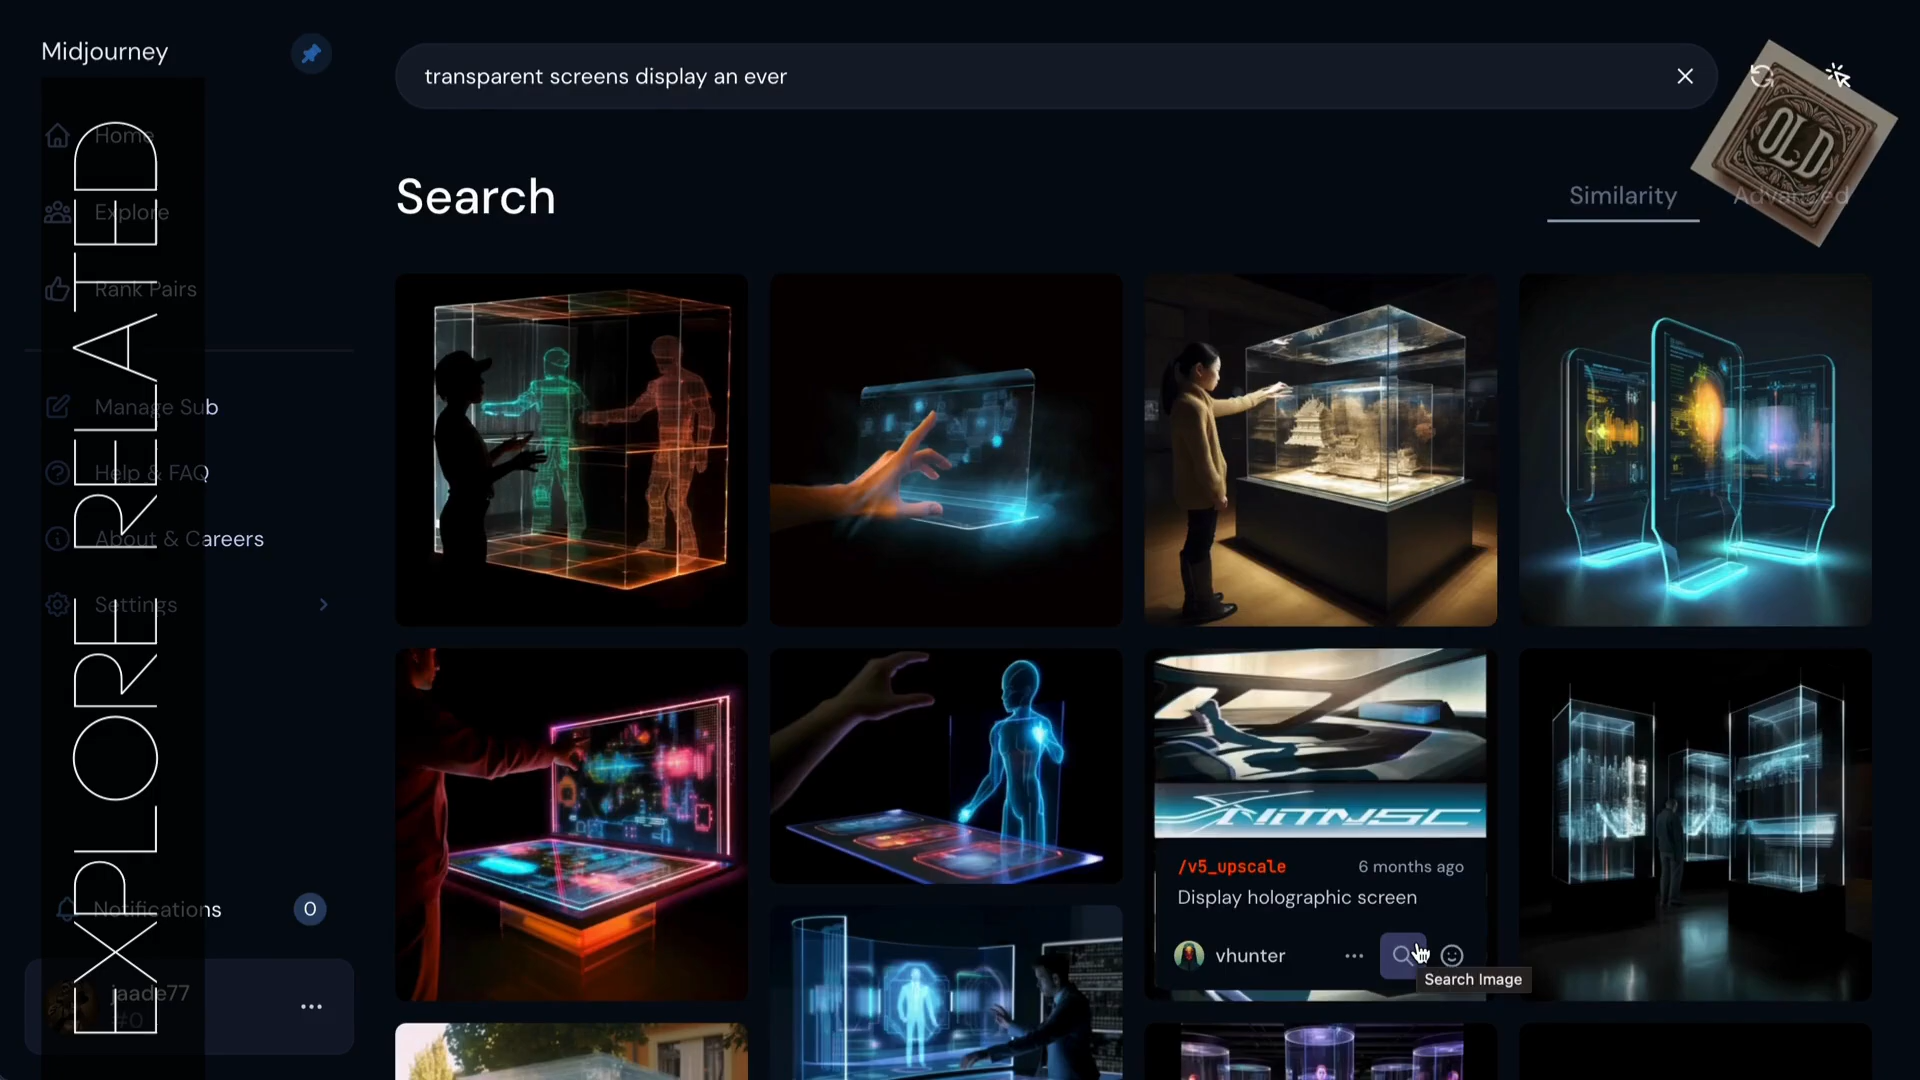 Midjourney
transparent screens display an ever
OLD
Home
Explore
Rank Pairs
Manage Sub
Help & FAQ
About & Careers
Settings
Notifications
0
jaade77
#0
EXPLORE RELATED
Search
Similarity
Advanced
/v5_upscale
6 months ago
Display holographic screen
vhunter
Search Image